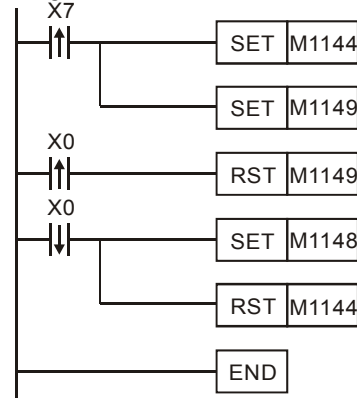 X7
SET M1144
SET M1149
X0
RST M1149
X0
SET M1148
RST M1144
END